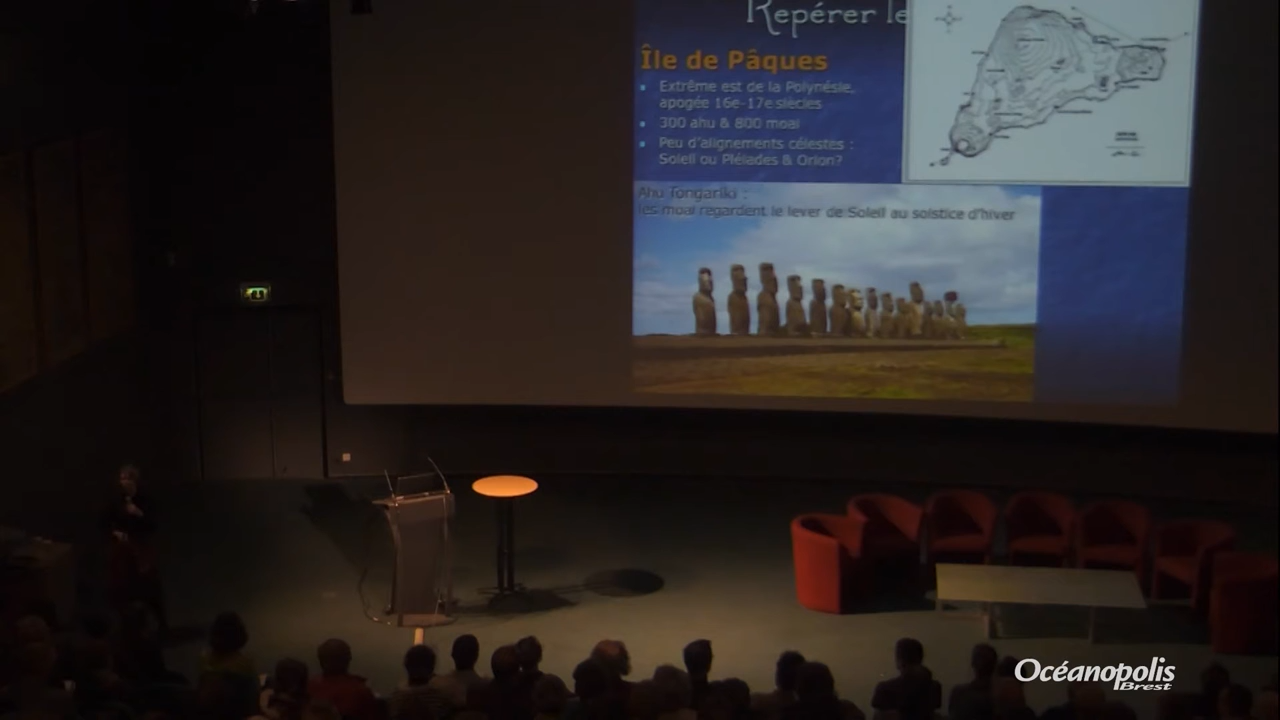 Repérer le
Île de Pâques
Extrême est de la Polynésie,
apogée 16e-17e siècles
300 ahu & 800 moai
Peu d'alignements célestes :
Soleil ou Pléiades & Orion?
Ahu Tongariki :
les moai regardent le lever de Soleil au solstice d'hiver
Océanopolis
Brest